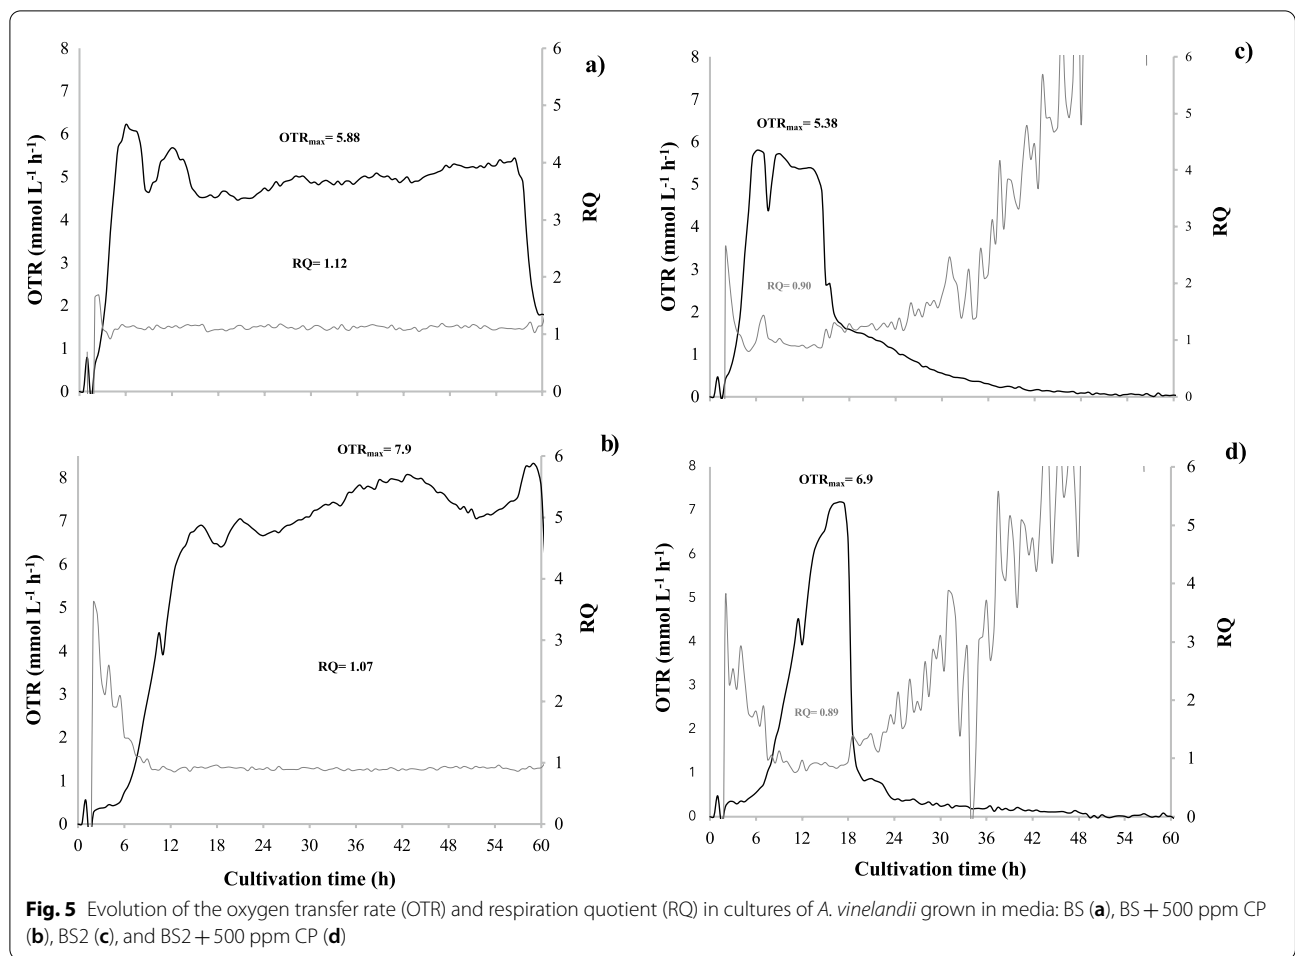 a)
OTR (mmol L-1 h-1)
8
7
6
5
4
3
2
1
0
OTRmax= 5.88
RQ= 1.12
6
5
4
3
2
1
0
RQ
c)
OTR (mmol L-1 h-1)
8
7
6
5
4
3
2
1
0
OTRmax= 5.38
RQ= 0.90
6
5
4
3
2
1
0
RQ
b)
OTR (mmol L-1 h-1)
8
7
6
5
4
3
2
1
0
OTRmax= 7.9
RQ= 1.07
6
5
4
3
2
1
0
RQ
0 6 12 18 24 30 36 42 48 54 60
Cultivation time (h)
d)
OTR (mmol L-1 h-1)
8
7
6
5
4
3
2
1
0
OTRmax= 6.9
RQ= 0.89
6
5
4
3
2
1
0
RQ
0 6 12 18 24 30 36 42 48 54 60
Cultivation time (h)
Fig. 5 Evolution of the oxygen transfer rate (OTR) and respiration quotient (RQ) in cultures of A. vinelandii grown in media: BS (a), BS + 500 ppm CP
(b), BS2 (c), and BS2 + 500 ppm CP (d)